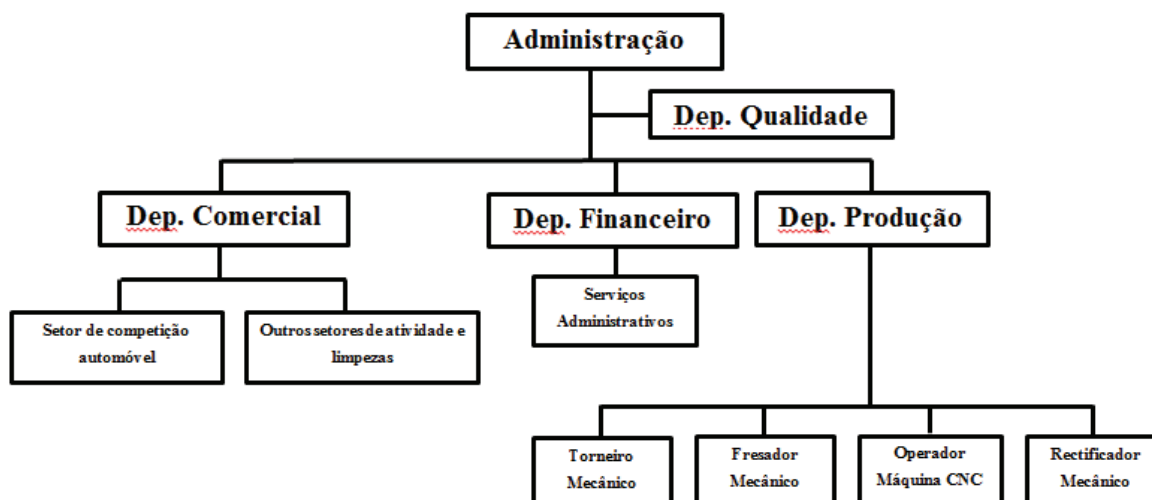 Administração
Dep. Qualidade
Dep. Comercial
Dep. Financeiro
Dep. Produção
Setor de competição
automóvel
Outros setores de atividade e
limpezas
Serviços
Administrativos
Torneiro
Mecânico
Fresador
Mecânico
Operador
Máquina CNC
Rectificador
Mecânico